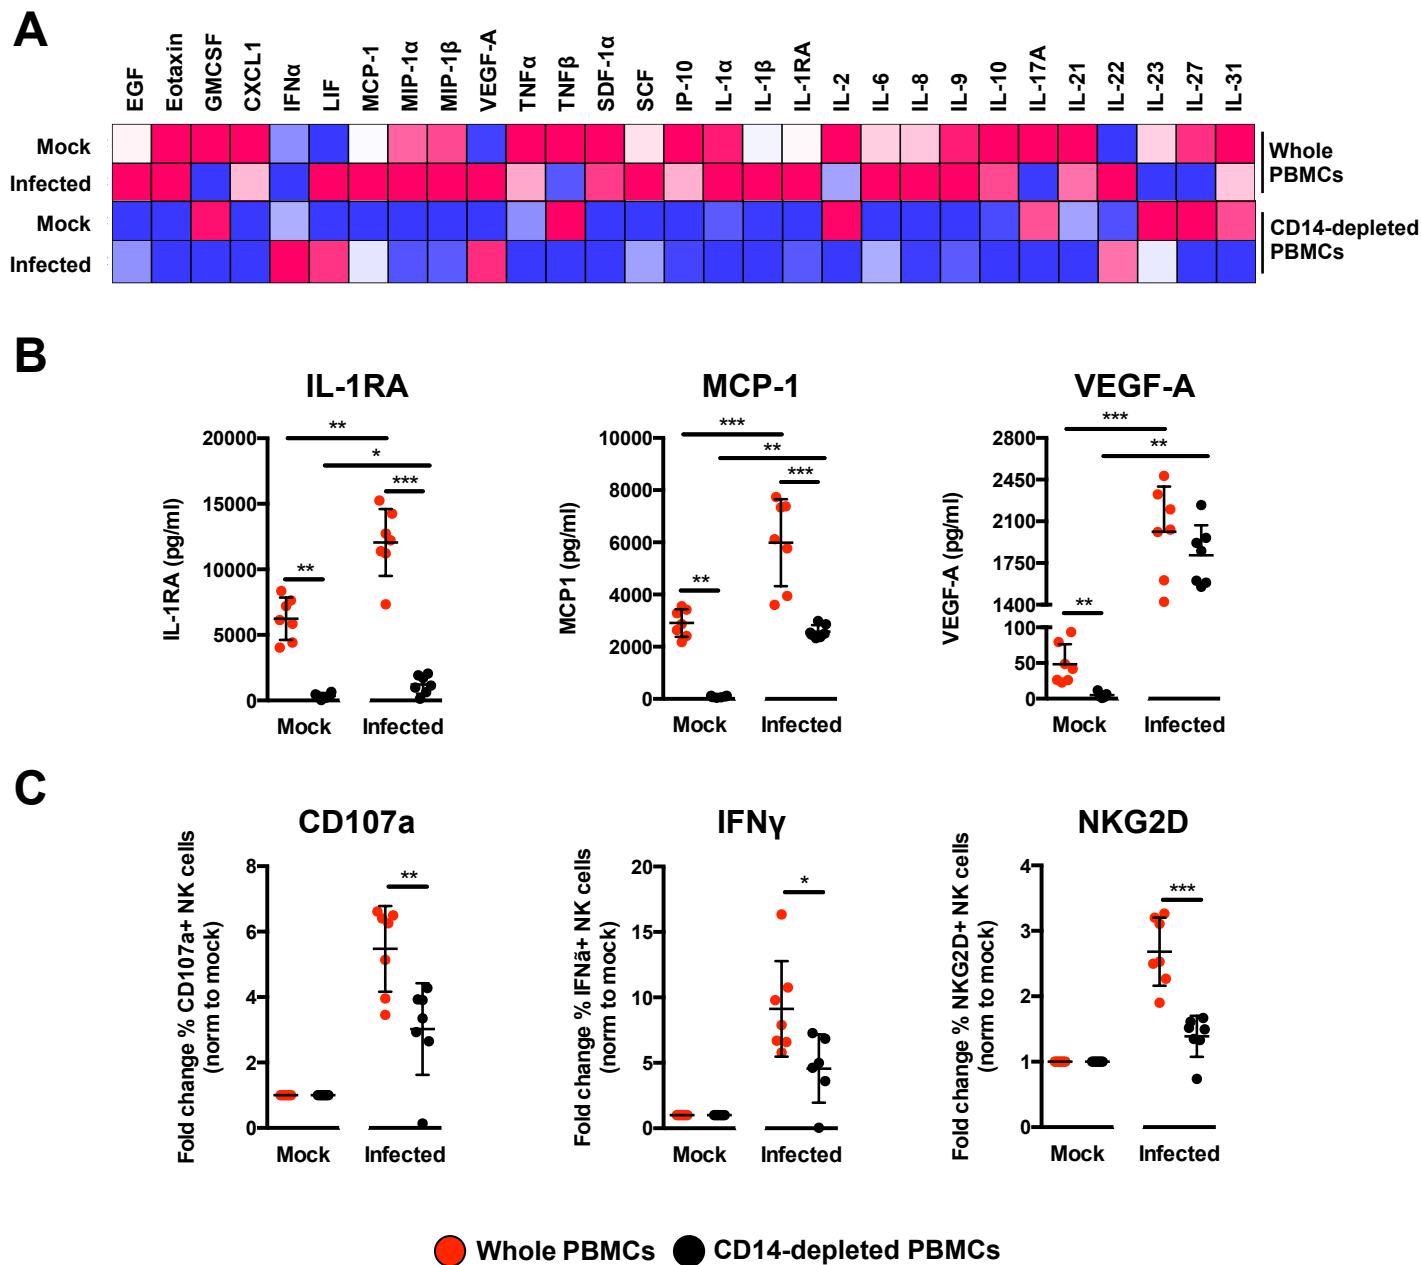 A
EGF Eotaxin GMCSF CXCL1 IFNα LIF MCP-1 MIP-1α MIP-1β VEGF-A TNFα TNFβ SDF-1α SCF IP-10 IL-1α IL-1β IL-1RA IL-2 IL-6 IL-8 IL-9 IL-10 IL-17A IL-21 IL-22 IL-23 IL-27 IL-31
Mock
Infected
Whole
PBMCs
Mock
Infected
CD14-depleted
PBMCs
B
IL-1RA
IL-1RA (pg/ml)
20000
15000
10000
5000
0
**
*
***
**
Mock Infected
MCP-1
MCP1 (pg/ml)
10000
8000
6000
4000
2000
0
***
**
***
**
Mock Infected
VEGF-A
VEGF-A (pg/ml)
2800
2450
2100
1750
1400
100
50
0
***
**
**
Mock Infected
C
CD107a
Fold change % CD107a+ NK cells
(norm to mock)
8
6
4
2
0
**
Mock Infected
IFNγ
Fold change % IFNã+ NK cells
(norm to mock)
20
15
10
5
0
*
Mock Infected
NKG2D
Fold change % NKG2D+ NK cells
(norm to mock)
4
3
2
1
0
***
Mock Infected
Whole PBMCs CD14-depleted PBMCs